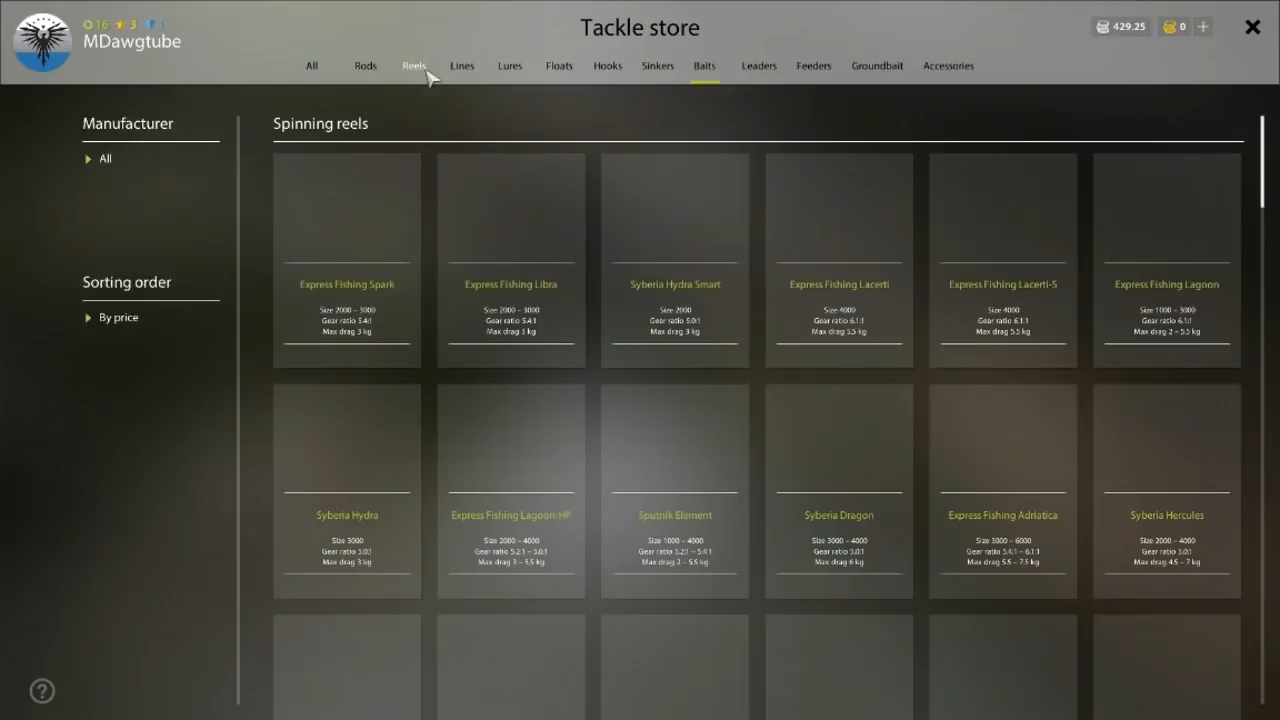 16 3 1
MDawgtube
Tackle store
429.25
0
All Rods Reels Lines Lures Floats Hooks Sinkers Baits Leaders Feeders Groundbait Accessories
Manufacturer
All
Sorting order
By price
Spinning reels
Express Fishing Spark
Size 2000 – 3000
Gear ratio 5.4:1
Max drag 3 kg
Express Fishing Libra
Size 2000 – 3000
Gear ratio 5.4:1
Max drag 3 kg
Syberia Hydra Smart
Size 2000
Gear ratio 5.0:1
Max drag 3 kg
Express Fishing Lacerti
Size 4000
Gear ratio 6.1:1
Max drag 5.5 kg
Express Fishing Lacerti-S
Size 4000
Gear ratio 6.1:1
Max drag 5.5 kg
Express Fishing Lagoon
Size 1000 – 3000
Gear ratio 6.1:1
Max drag 2 – 5.5 kg
Syberia Hydra
Size 3000
Gear ratio 5.0:1
Max drag 3 kg
Express Fishing Lagoon-HP
Size 2000 – 4000
Gear ratio 5.2:1 – 5.6:1
Max drag 3 – 5.5 kg
Sputnik Element
Size 1000 – 4000
Gear ratio 5.2:1 – 5.4:1
Max drag 2 – 5.5 kg
Syberia Dragon
Size 3000 – 4000
Gear ratio 5.0:1
Max drag 6 kg
Express Fishing Adriatica
Size 3000 – 6000
Gear ratio 5.4:1 – 6.1:1
Max drag 5.5 – 7.5 kg
Syberia Hercules
Size 2000 – 4000
Gear ratio 5.0:1
Max drag 4.5 – 7 kg
?